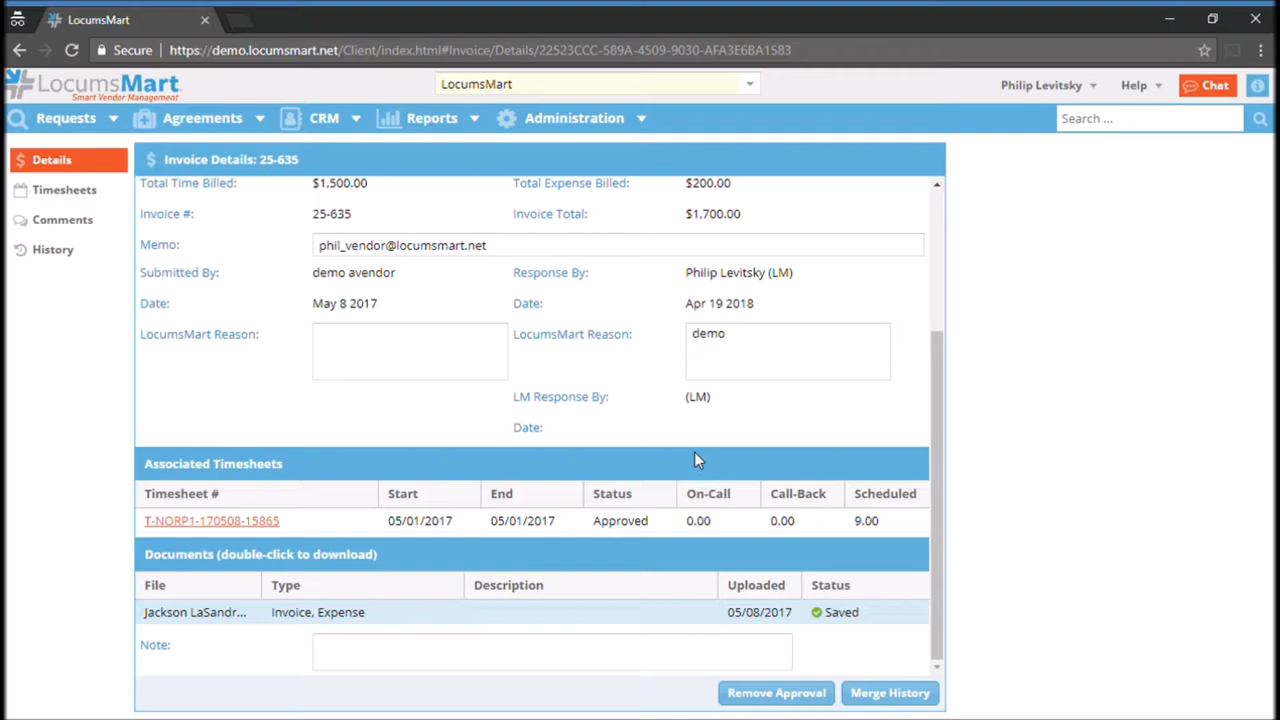 LocumsMart
Secure https://demo.locumsmart.net/Client/index.html#Invoice/Details/22523CCC-589A-4509-9030-AFA3E6BA1583
LocumsMart LocumsMart Philip Levitsky Help Chat
Smart Vendor Management
Requests Agreements CRM Reports Administration Search ...
Details
Timesheets
Comments
History
$ Invoice Details: 25-635
Total Time Billed: $1,500.00 Total Expense Billed: $200.00
Invoice #: 25-635 Invoice Total: $1,700.00
Memo: phil_vendor@locumsmart.net
Submitted By: demo avendor Response By: Philip Levitsky (LM)
Date: May 8 2017 Date: Apr 19 2018
LocumsMart Reason: LocumsMart Reason: demo
LM Response By: (LM)
Date:
Associated Timesheets
Timesheet # Start End Status On-Call Call-Back Scheduled
T-NORP1-170508-15865 05/01/2017 05/01/2017 Approved 0.00 0.00 9.00
Documents (double-click to download)
File Type Description Uploaded Status
Jackson LaSandr... Invoice, Expense 05/08/2017 Saved
Note:
Remove Approval Merge History